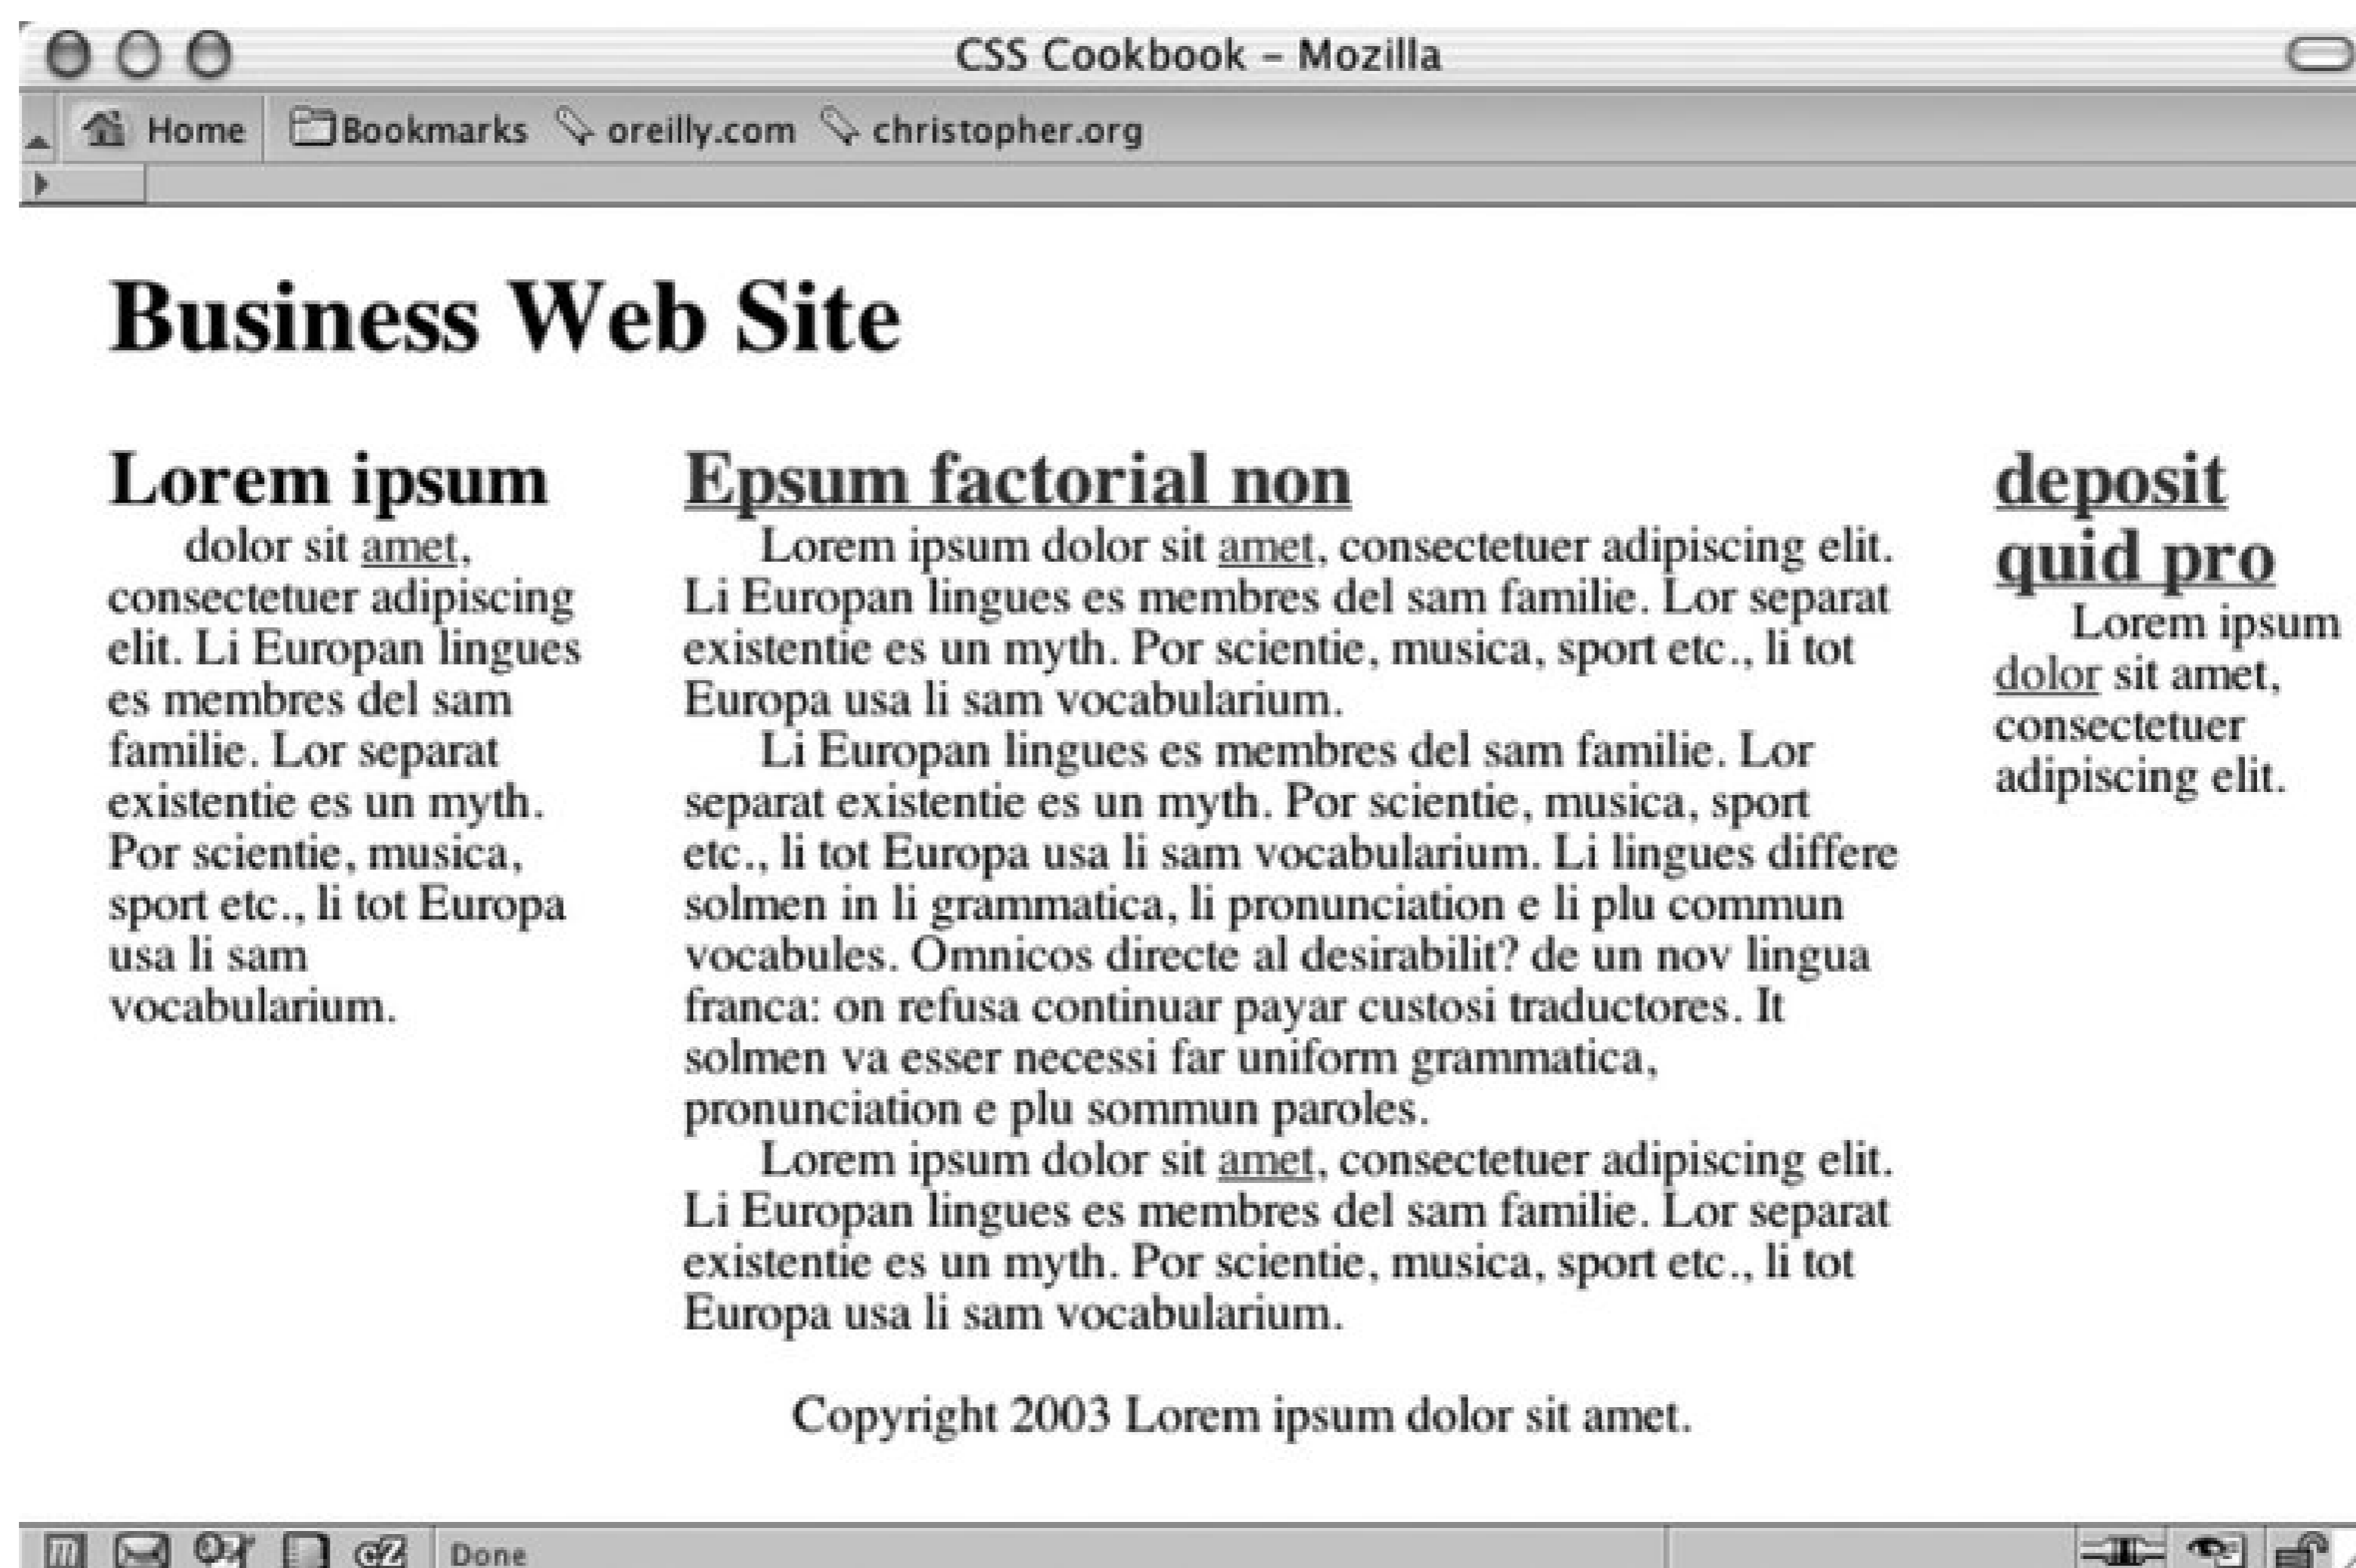 CSS Cookbook – Mozilla
Home Bookmarks oreilly.com christopher.org
Business Web Site
Lorem ipsum
dolor sit amet,
consectetuer adipiscing
elit. Li Europan lingues
es membres del sam
familie. Lor separat
existentie es un myth.
Por scientie, musica,
sport etc., li tot Europa
usa li sam
vocabularium.
Epsum factorial non
Lorem ipsum dolor sit amet, consectetuer adipiscing elit.
Li Europan lingues es membres del sam familie. Lor separat
existentie es un myth. Por scientie, musica, sport etc., li tot
Europa usa li sam vocabularium.
Li Europan lingues es membres del sam familie. Lor
separat existentie es un myth. Por scientie, musica, sport
etc., li tot Europa usa li sam vocabularium. Li lingues differe
solmen in li grammatica, li pronunciation e li plu commun
vocabules. Omnicos directe al desirabilit? de un nov lingua
franca: on refusa continuar payar custosi traductores. It
solmen va esser necessi far uniform grammatica,
pronunciation e plu sommun paroles.
Lorem ipsum dolor sit amet, consectetuer adipiscing elit.
Li Europan lingues es membres del sam familie. Lor separat
existentie es un myth. Por scientie, musica, sport etc., li tot
Europa usa li sam vocabularium.
deposit
quid pro
Lorem ipsum
dolor sit amet,
consectetuer
adipiscing elit.
Copyright 2003 Lorem ipsum dolor sit amet.
Done